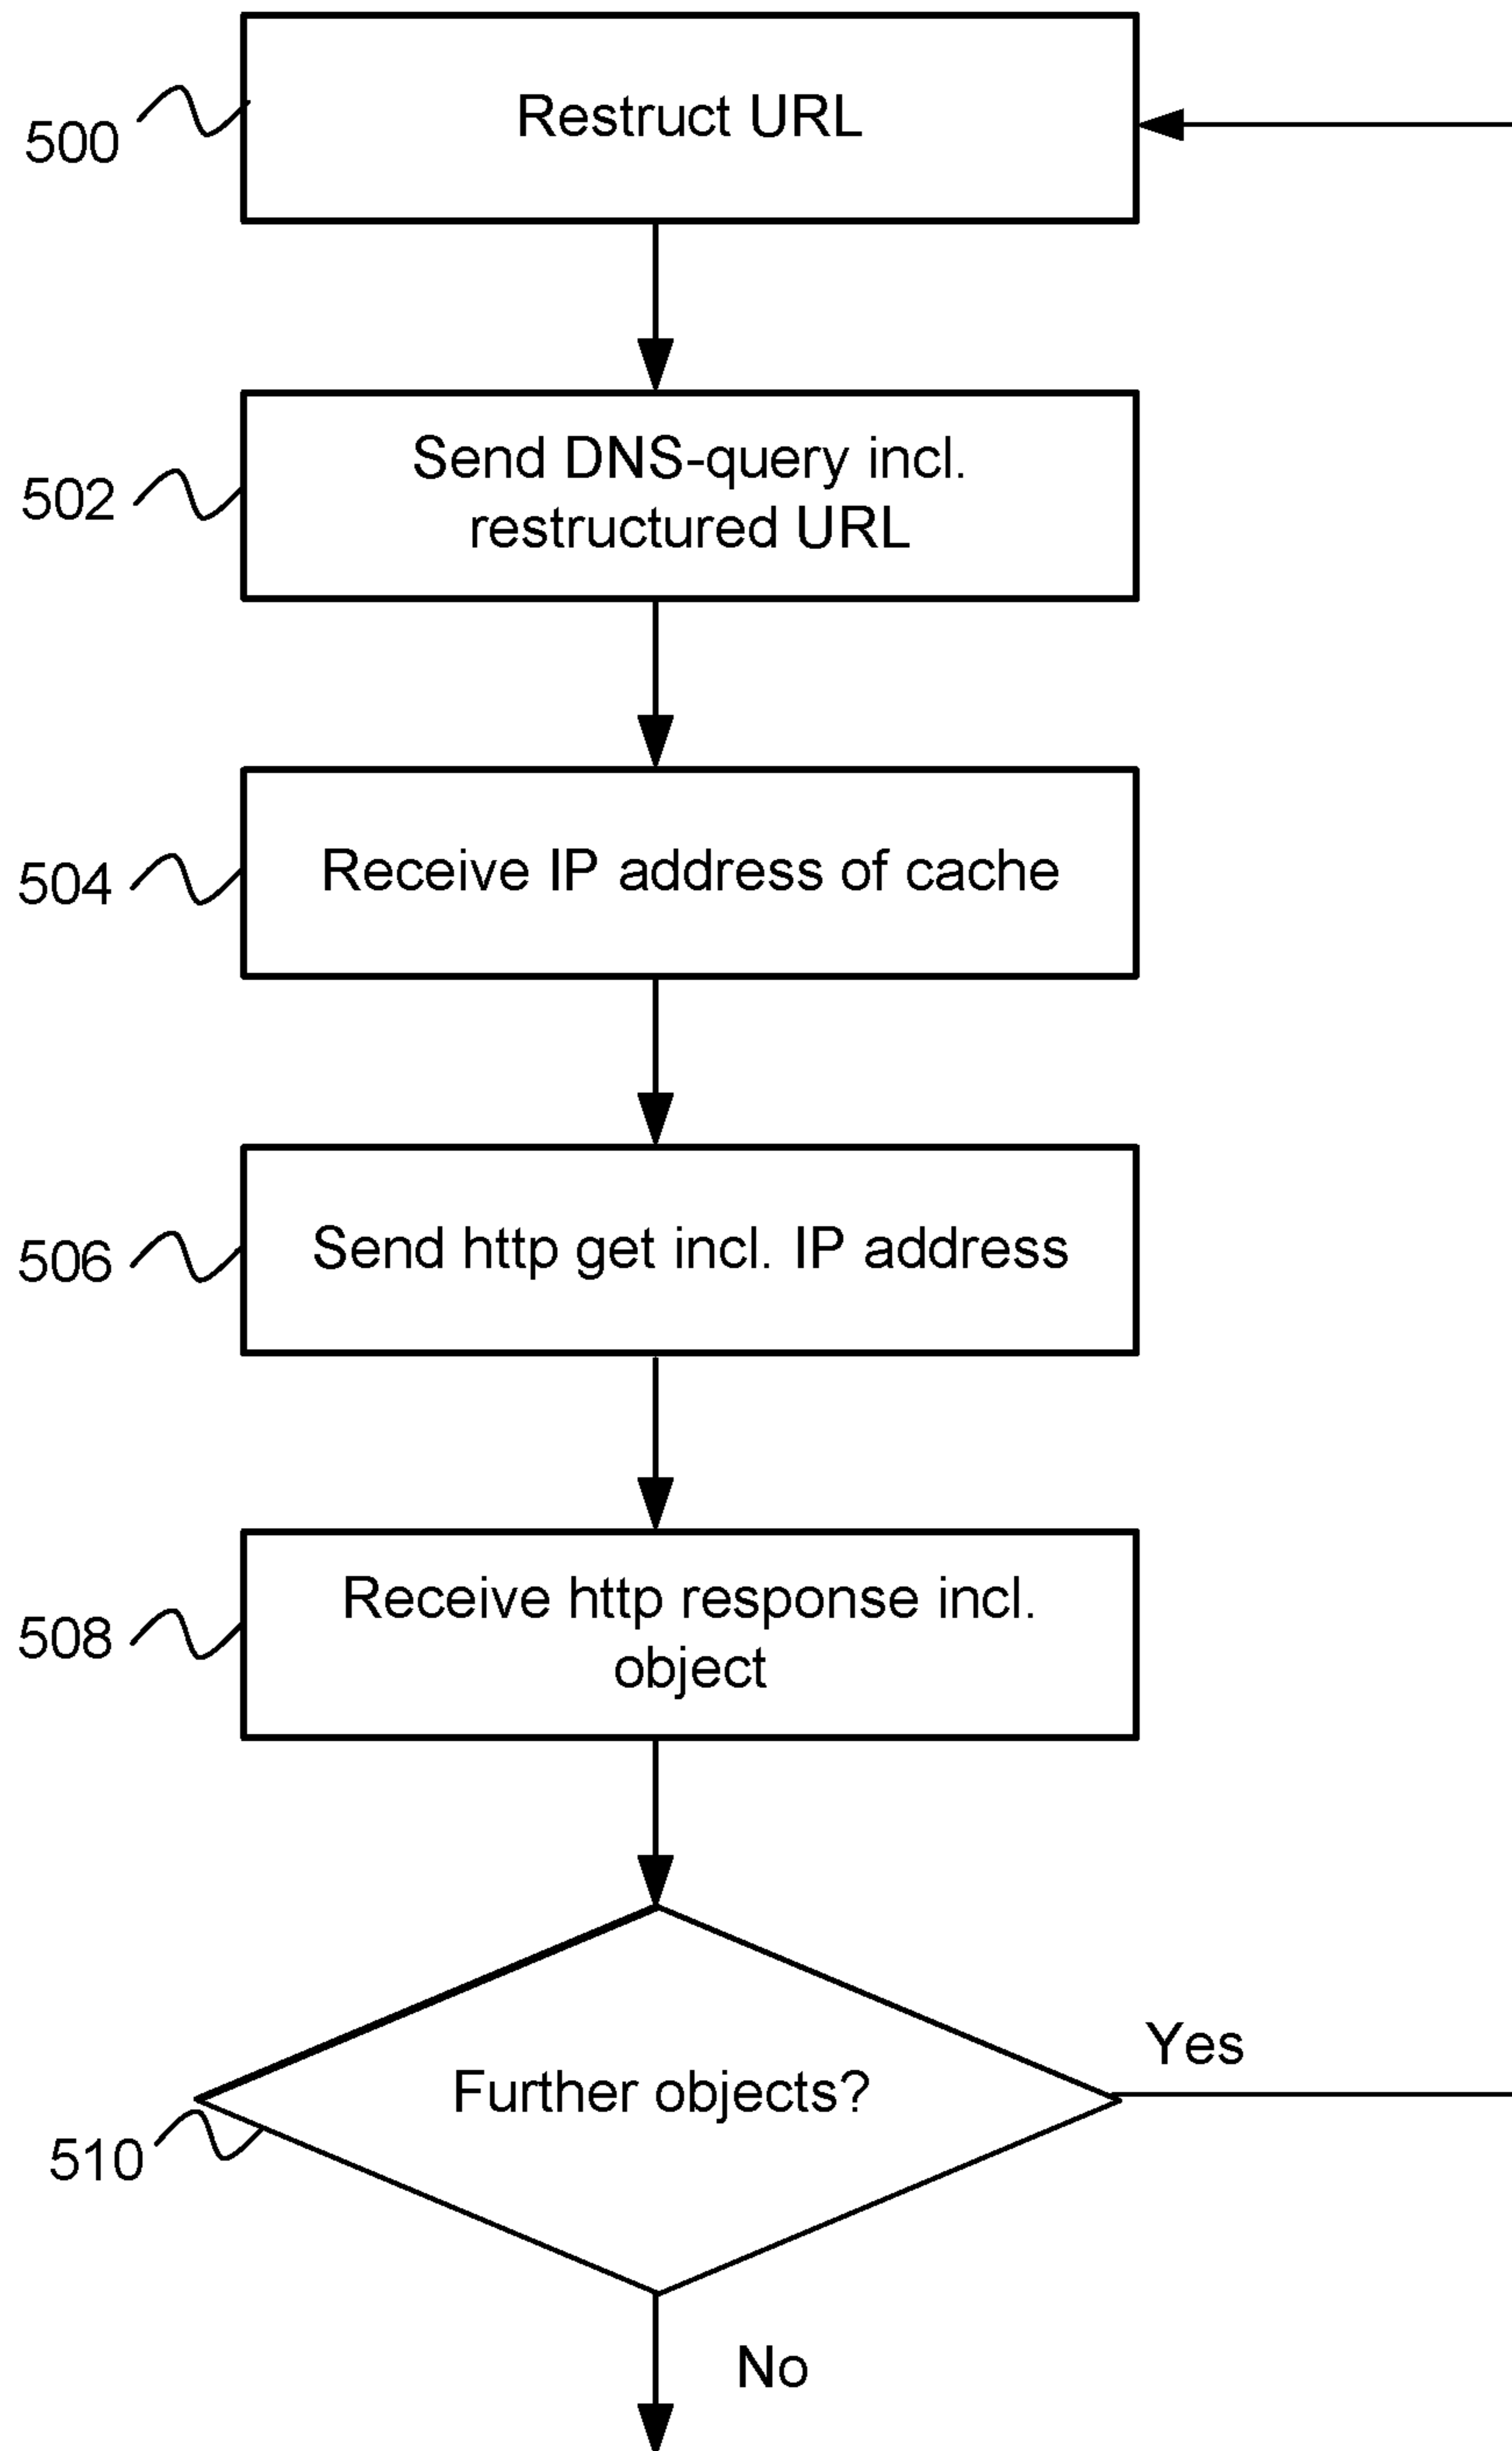 Restruct URL
500
Send DNS-query incl.
restructured URL
502
Receive IP address of cache
504
Send http get incl. IP address
506
Receive http response incl.
object
508
Yes
Further objects?
510
No